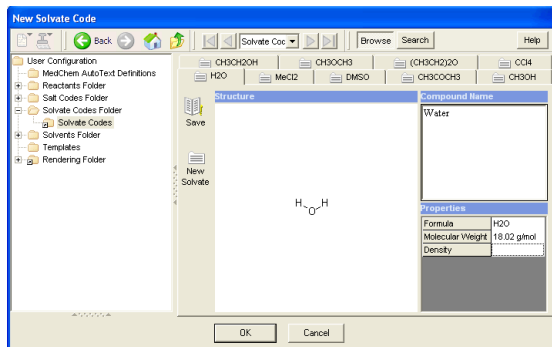 New Solvate Code
Back
Solvate Coc
Browse Search
Help
User Configuration
MedChem AutoText Definitions
Reactants Folder
Salt Codes Folder
Solvate Codes Folder
Solvate Codes
Solvents Folder
Templates
Rendering Folder
CH3CH2OH CH3OCH3 (CH3CH2)2O CCl4
H2O MeCl2 DMSO CH3COCH3 CH3OH
Save
New
Solvate
Structure
H O H
Compound Name
Water
Properties
Formula H2O
Molecular Weight 18.02 g/mol
Density
OK Cancel